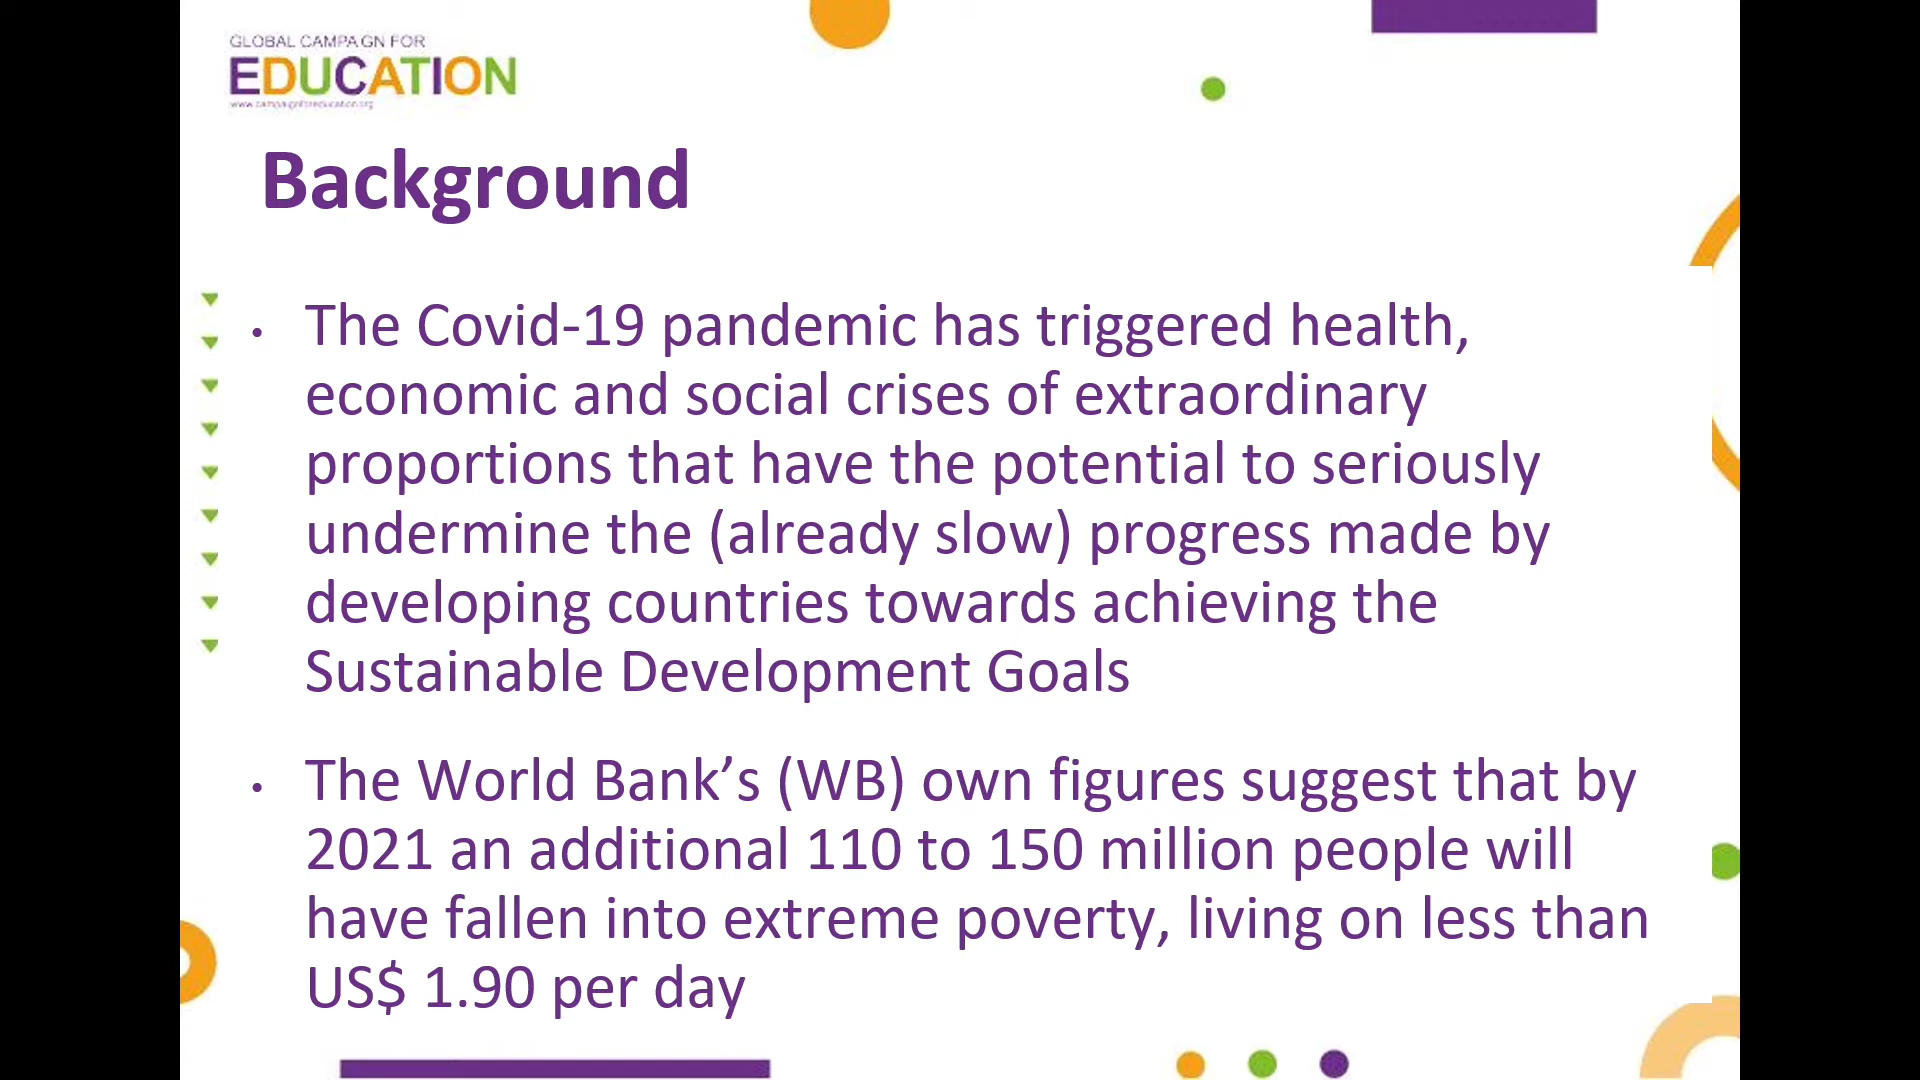 GLOBAL CAMPAIGN FOR
EDUCATION
www.campaignforeducation.org
Background
• The Covid-19 pandemic has triggered health,
economic and social crises of extraordinary
proportions that have the potential to seriously
undermine the (already slow) progress made by
developing countries towards achieving the
Sustainable Development Goals
• The World Bank’s (WB) own figures suggest that by
2021 an additional 110 to 150 million people will
have fallen into extreme poverty, living on less than
US$ 1.90 per day